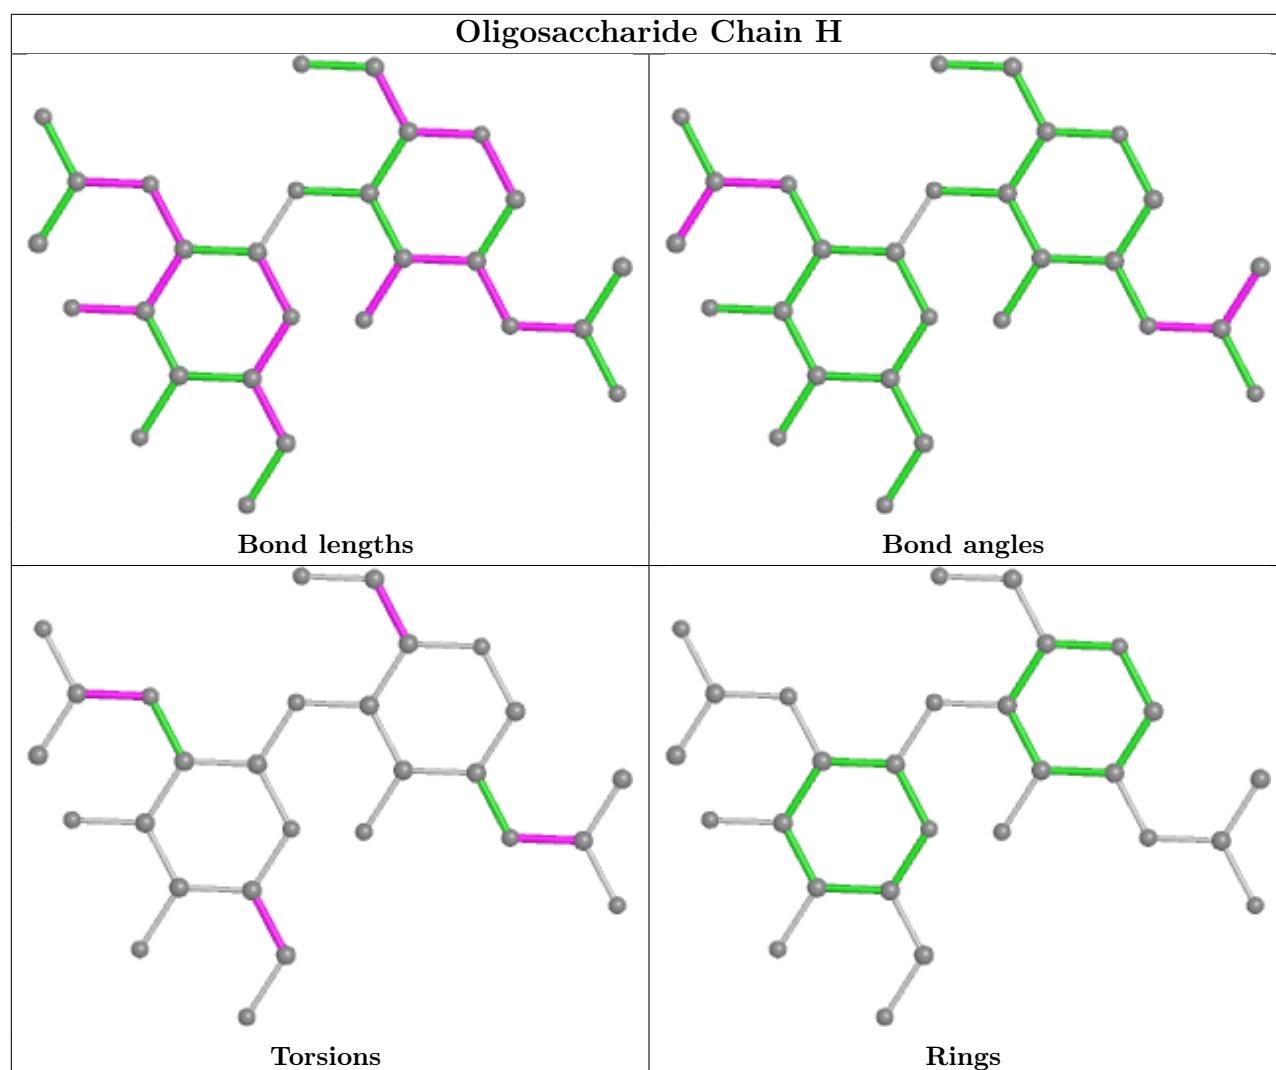 Oligosaccharide Chain H
Bond lengths
Bond angles
Torsions
Rings